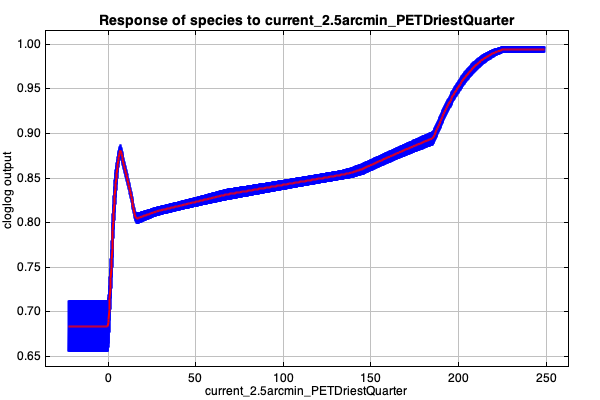 Response of species to current_2.5arcmin_PETDriestQuarter
cloglog output
1.00
0.95
0.90
0.85
0.80
0.75
0.70
0.65
0 50 100 150 200 250
current_2.5arcmin_PETDriestQuarter